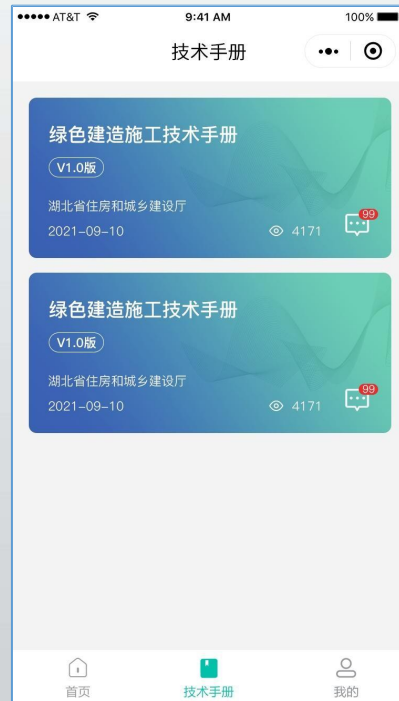 AT&T 9:41 AM 100%
技术手册
绿色建造施工技术手册
V1.0版
湖北省住房和城乡建设厅
2021-09-10 4171 99
绿色建造施工技术手册
V1.0版
湖北省住房和城乡建设厅
2021-09-10 4171 99
首页 技术手册 我的